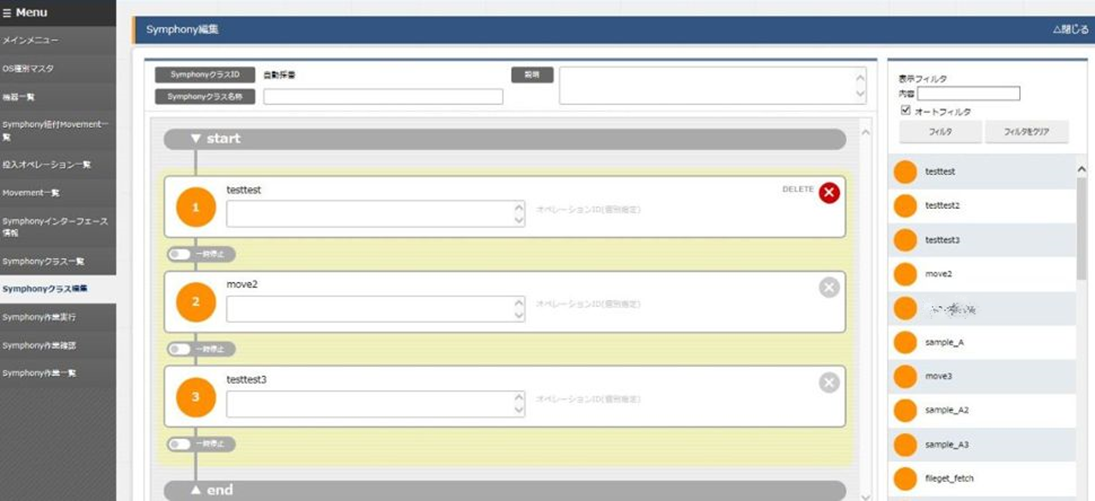 ☰ Menu
メインメニュー
OS種別マスタ
機器一覧
Symphony紐付Movement一
覧
投入オペレーション一覧
Movement一覧
Symphonyインターフェース
情報
Symphonyクラス一覧
Symphonyクラス編集
Symphony作業実行
Symphony作業確認
Symphony作業一覧
Symphony編集
△閉じる
SymphonyクラスID
自動採番
説明
Symphonyクラス名称
▼ start
1
testtest
DELETE
オペレーションID(個別指定)
一時停止
2
move2
オペレーションID(個別指定)
一時停止
3
testtest3
オペレーションID(個別指定)
一時停止
▲ end
表示フィルタ
内容
オートフィルタ
フィルタ
フィルタをクリア
testtest
testtest2
testtest3
move2
sample_A
move3
sample_A2
sample_A3
fileget_fetch